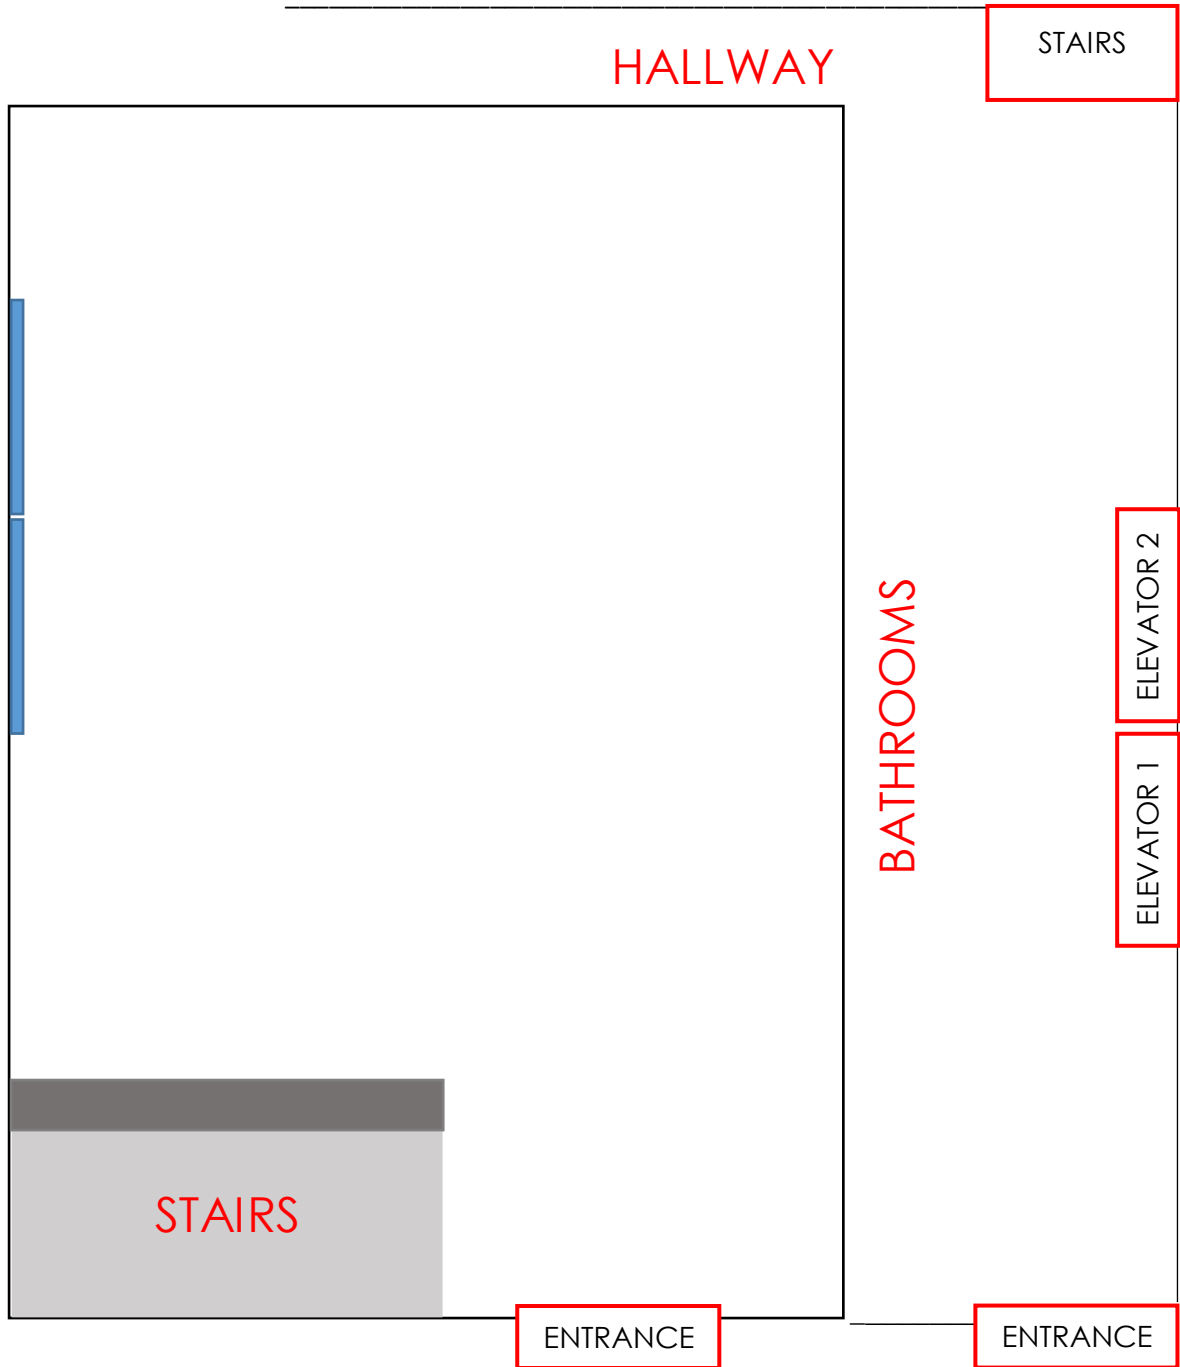 STAIRS
HALLWAY
ELEVATOR 2
BATHROOMS
ELEVATOR 1
STAIRS
ENTRANCE
ENTRANCE